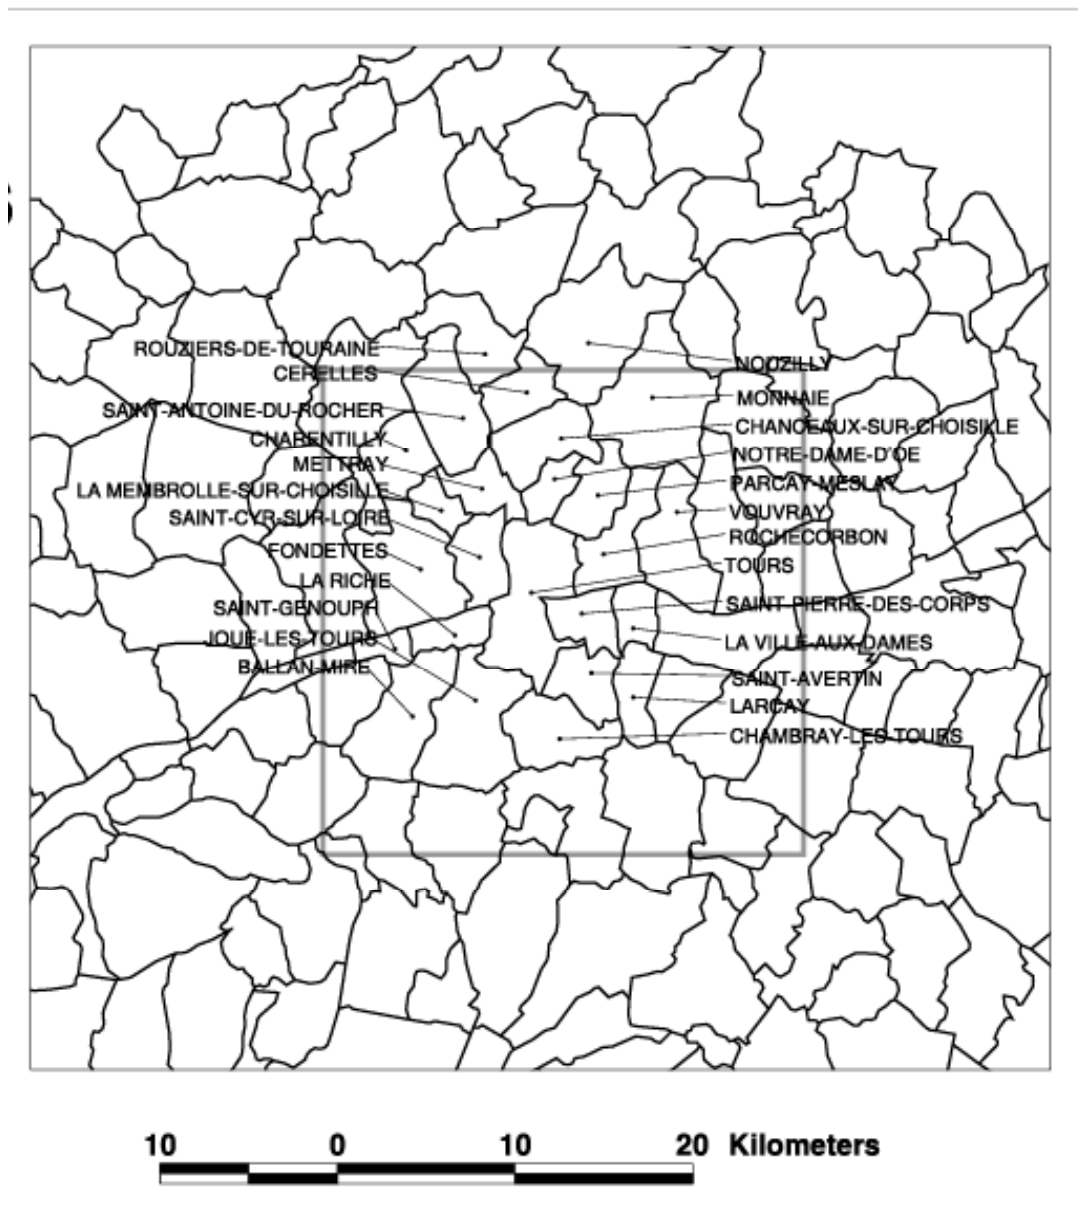 ROUZIERS-DE-TOURAINE
CERELLES
SAINT-ANTOINE-DU-ROCHER
CHARENTILLY
METTRAY
LA MEMBROLLE-SUR-CHOISILLE
SAINT-CYR-SUR-LOIRE
FONDETTES
LA RICHE
SAINT-GENOUPH
JOUE-LES-TOURS
BALLAN-MIRE
NOUZILLY
MONNAIE
CHANCEAUX-SUR-CHOISILLE
NOTRE-DAME-D'OE
PARCAY-MESLAY
VOUVRAY
ROCHECORBON
TOURS
SAINT-PIERRE-DES-CORPS
LA VILLE-AUX-DAMES
SAINT-AVERTIN
LARCAY
CHAMBRAY-LES-TOURS
10 0 10 20 Kilometers